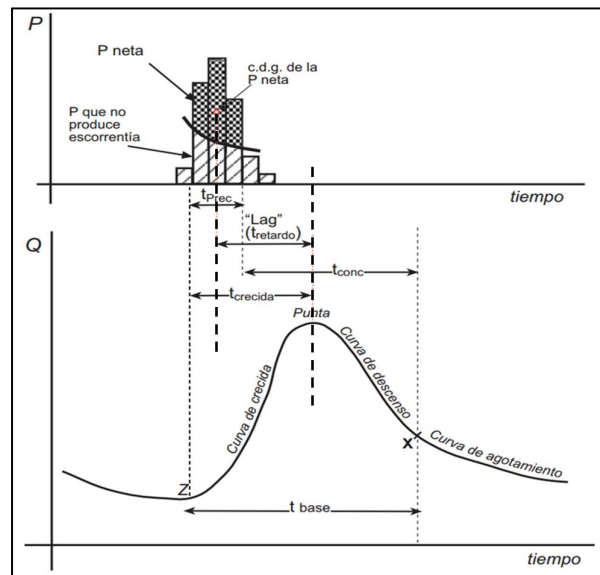 P
P neta
c.d.g. de la
P neta
P que no
produce
escorrentía
tPrec
tiempo
Q
“Lag”
(tretardo)
tconc
tcrecida
Punta
Curva de crecida
Curva de descenso
X
Curva de agotamiento
Z
t base
tiempo